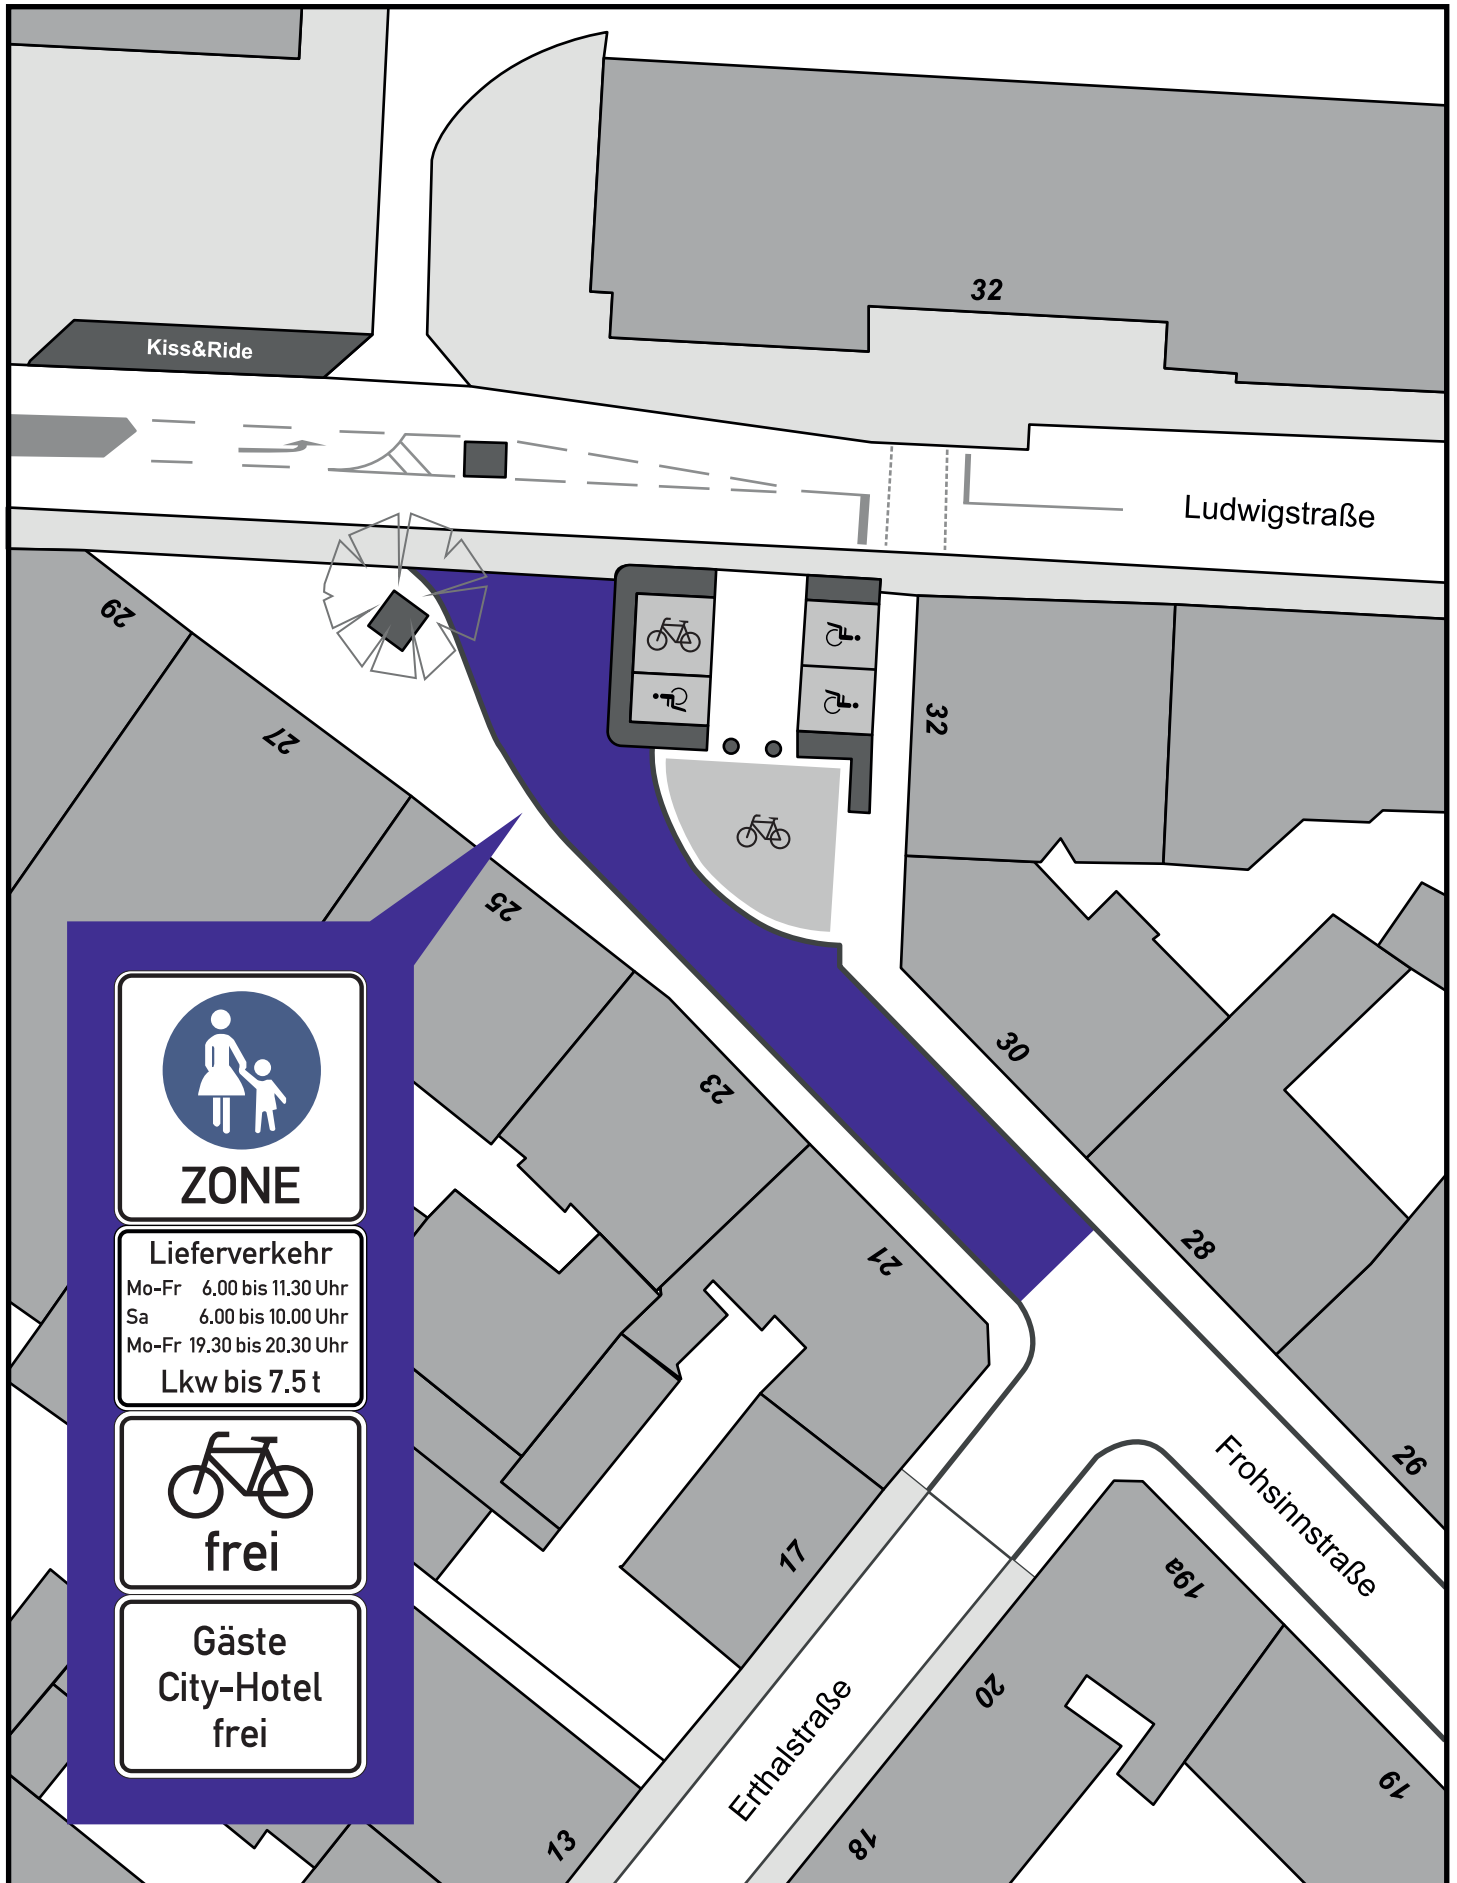 32
Kiss&Ride
Ludwigstraße
29
27
32
25
30
23
28
21
26
Frohsinnstraße
17
19a
20
19
Erthalstraße
13
18
ZONE
Lieferverkehr
Mo-Fr 6.00 bis 11.30 Uhr
Sa 6.00 bis 10.00 Uhr
Mo-Fr 19.30 bis 20.30 Uhr
Lkw bis 7.5 t
frei
Gäste
City-Hotel
frei